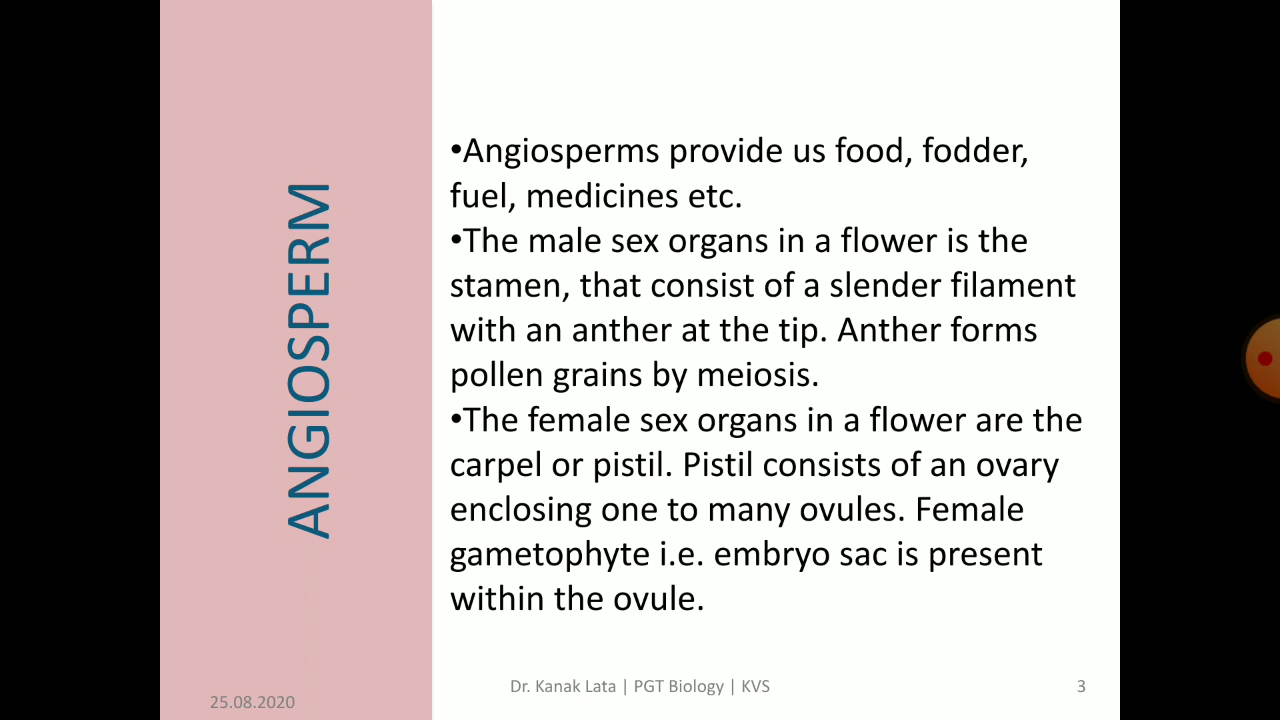 ANGIOSPERM
•Angiosperms provide us food, fodder,
fuel, medicines etc.
•The male sex organs in a flower is the
stamen, that consist of a slender filament
with an anther at the tip. Anther forms
pollen grains by meiosis.
•The female sex organs in a flower are the
carpel or pistil. Pistil consists of an ovary
enclosing one to many ovules. Female
gametophyte i.e. embryo sac is present
within the ovule.
25.08.2020
Dr. Kanak Lata | PGT Biology | KVS
3